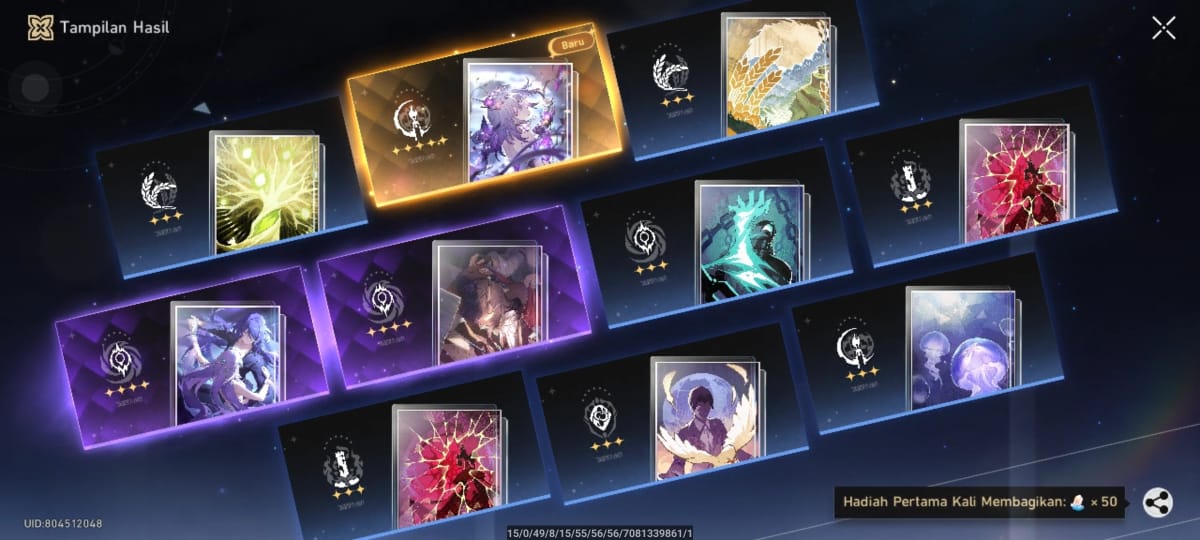 Tampilan Hasil
Baru
Hadiah Pertama Kali Membagikan: × 50
UID:804512048
15/0/49/8/15/55/56/56/7081339861/1